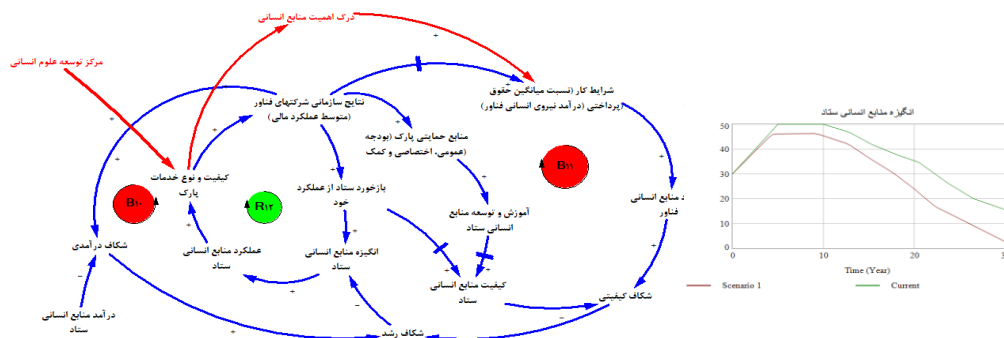 درک اهمیت منابع انسانی
مرکز توسعه علوم انسانی
شرایط کار (نسبت میانگین حقوق
پرداختی (درآمد نیروی انسانی فناور)
نتایج سازمانی شرکتهای فناور
(متوسط عملکرد مالی)
منابع حمایتی پارک (بودجه
(عمومی، اختصاصی و کمک
کیفیت و نوع خدمات
پارک
B۱۰
R۱۲
B۱۱
بازخورد ستاد از عملکرد
خود
آموزش و توسعه منابع
انسانی ستاد
د منابع انسانی
فناور
شکاف درآمدی
عملکرد منابع انسانی
ستاد
انگیزه منابع انسانی
ستاد
کیفیت منابع انسانی
ستاد
شکاف کیفیتی
درآمد منابع انسانی
ستاد
شکاف رشد
انگیزه منابع انسانی ستاد
50
40
30
20
10
0
0 10 20 3
Time (Year)
Scenario 1 Current